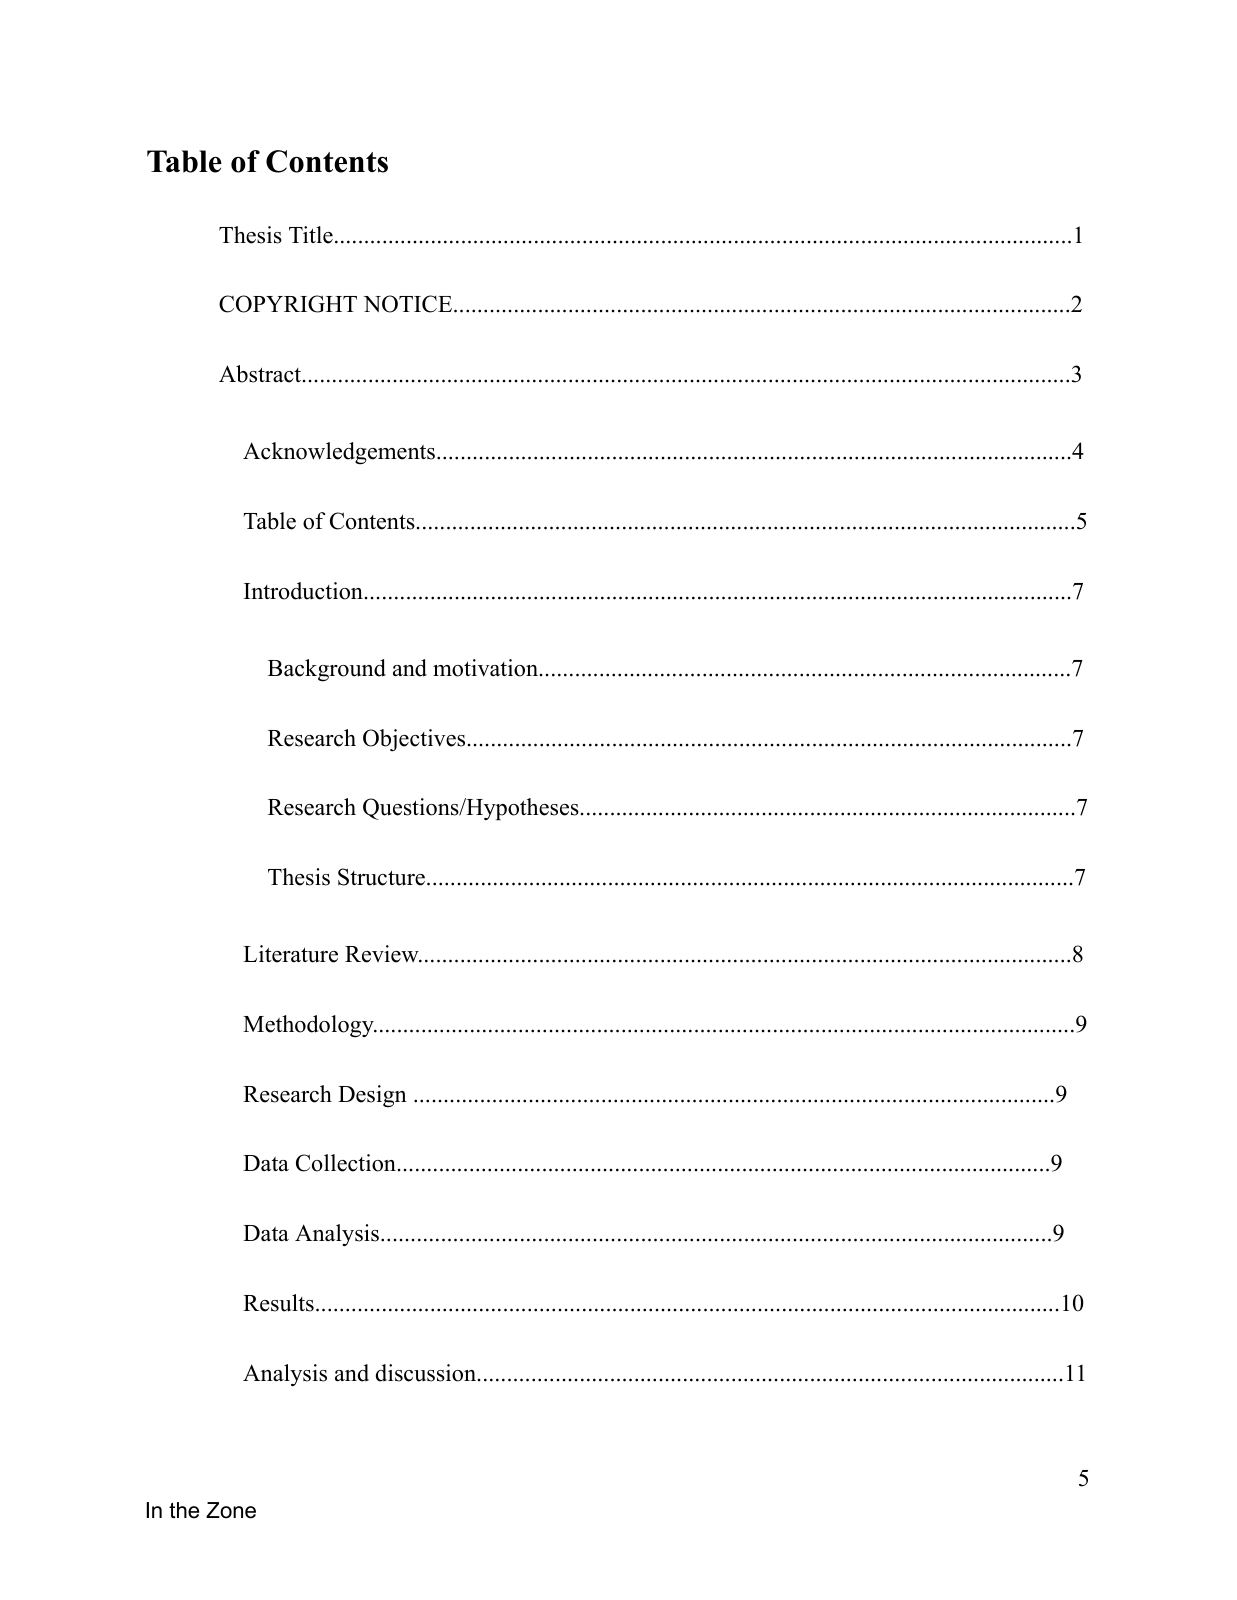 Table of Contents
Thesis Title..........................................................................................................................1
COPYRIGHT NOTICE......................................................................................................2
Abstract...............................................................................................................................3
Acknowledgements.........................................................................................................4
Table of Contents.............................................................................................................5
Introduction.....................................................................................................................7
Background and motivation........................................................................................7
Research Objectives....................................................................................................7
Research Questions/Hypotheses..................................................................................7
Thesis Structure...........................................................................................................7
Literature Review............................................................................................................8
Methodology....................................................................................................................9
Research Design ..........................................................................................................9
Data Collection............................................................................................................9
Data Analysis...............................................................................................................9
Results...........................................................................................................................10
Analysis and discussion.................................................................................................11
5
In the Zone